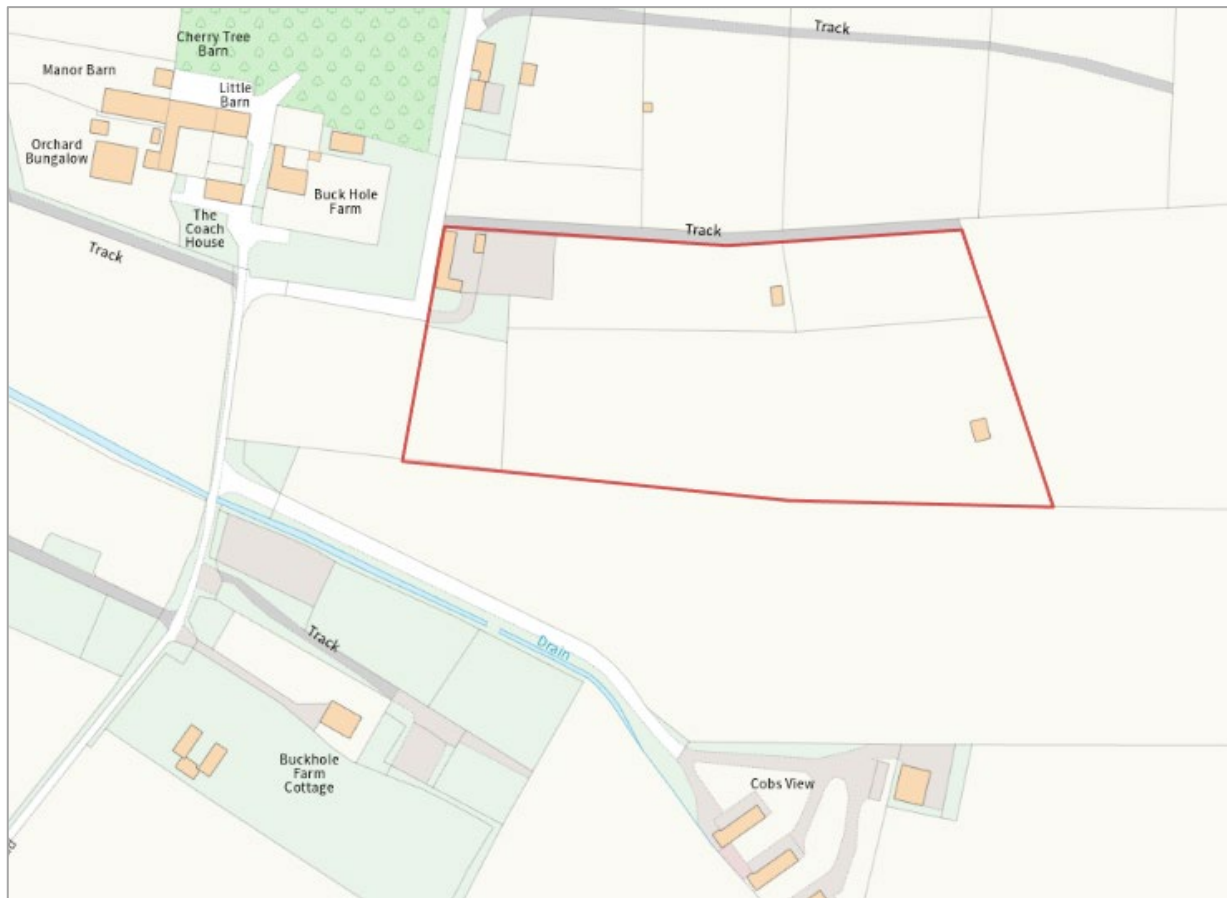 Cherry Tree
Barn
Track
Manor Barn
Little
Barn
Orchard
Bungalow
Buck Hole
Farm
The
Coach
House
Track
Track
Track
Drain
Buckhole
Farm
Cottage
Cobs View